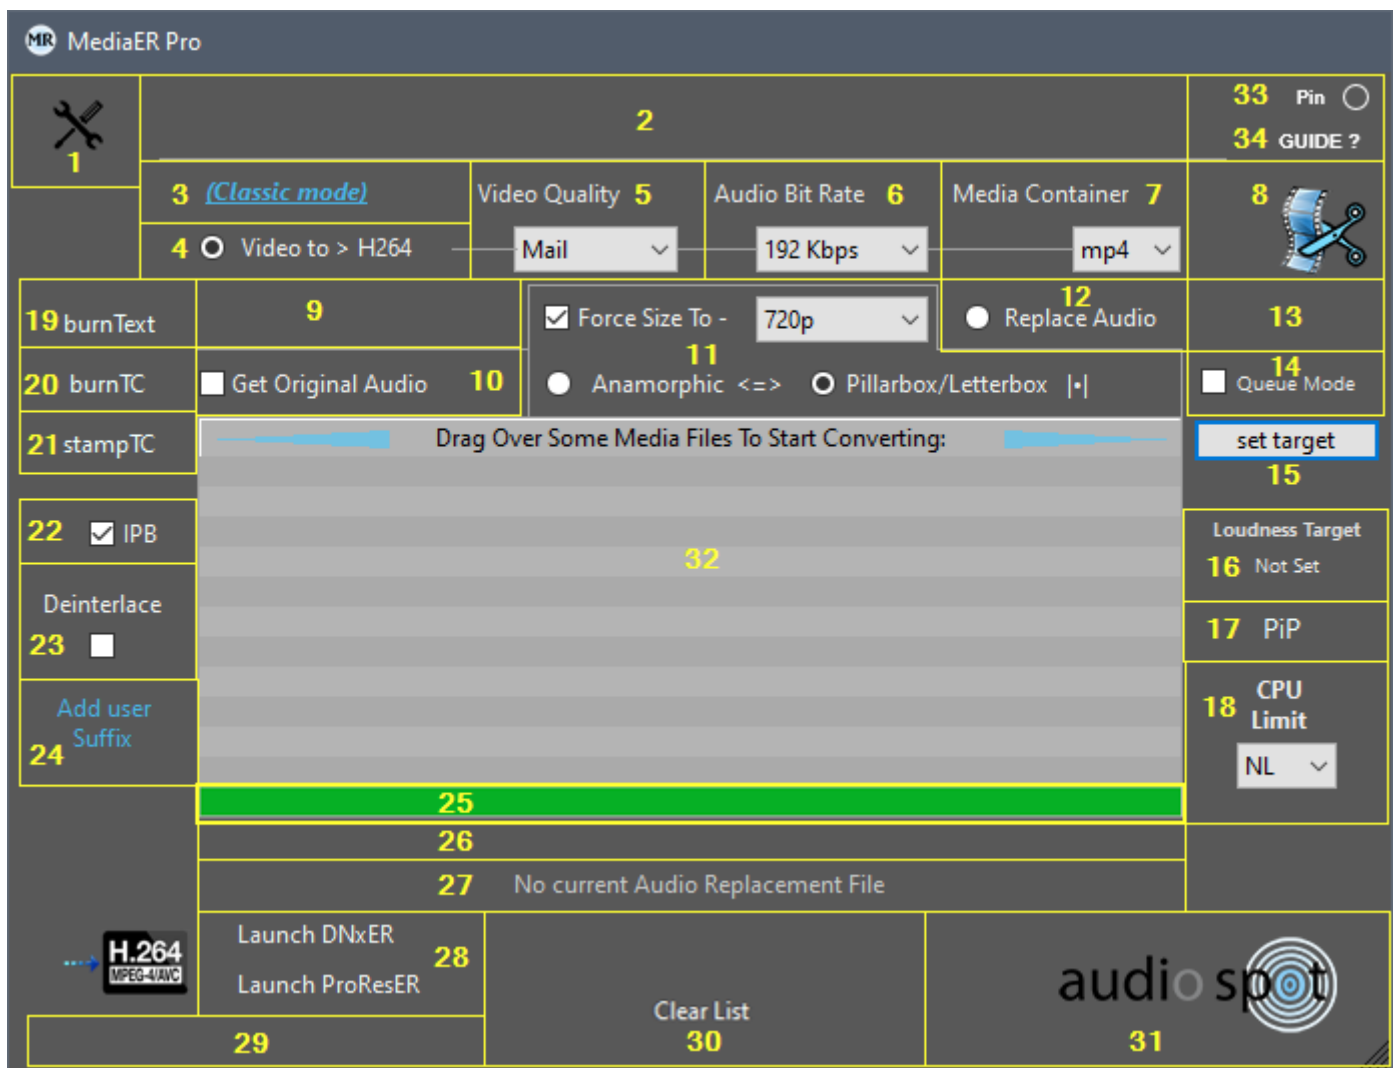 MR MediaER Pro
1
2
33 Pin
34 GUIDE ?
3 (Classic mode)
Video Quality 5
Audio Bit Rate 6
Media Container 7
8
4 Video to > H264
Mail
192 Kbps
mp4
19 burnText
9
Force Size To -
720p
12
Replace Audio
13
11
20 burnTC
Get Original Audio 10
Anamorphic <=> Pillarbox/Letterbox |•|
14
Queue Mode
21 stampTC
Drag Over Some Media Files To Start Converting:
set target
15
22 IPB
32
Loudness Target
16 Not Set
Deinterlace
23
17 PiP
Add user
Suffix
24
18 CPU
Limit
NL
25
26
27 No current Audio Replacement File
H.264
MPEG-4/AVC
Launch DNxER
28
Launch ProResER
audio spot
Clear List
29
30
31